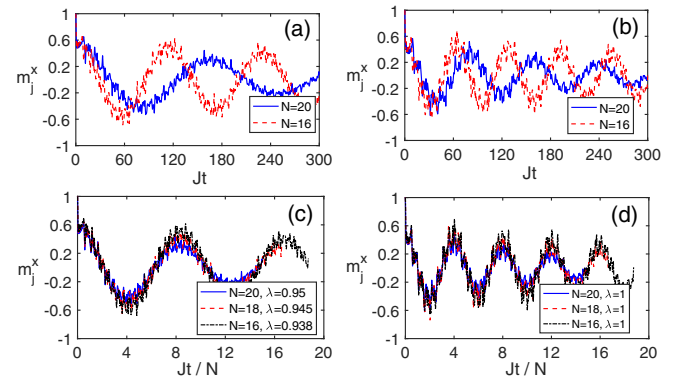 (a)
1
0.6
0.2
-0.2
-0.6
-1
m_j^x
N=20
N=16
0 60 120 180 240 300
Jt
(b)
1
0.6
0.2
-0.2
-0.6
-1
m_j^x
N=20
N=16
0 60 120 180 240 300
Jt
(c)
1
0.6
0.2
-0.2
-0.6
-1
m_j^x
N=20, λ=0.95
N=18, λ=0.945
N=16, λ=0.938
0 4 8 12 16 20
Jt / N
(d)
1
0.6
0.2
-0.2
-0.6
-1
m_j^x
N=20, λ=1
N=18, λ=1
N=16, λ=1
0 4 8 12 16 20
Jt / N